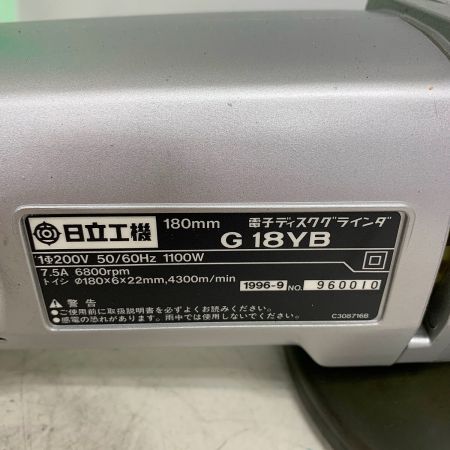 日立工機 180mm 電子ディスクグラインダ
G 18YB
1Φ200V 50/60Hz 1100W
7.5A 6800rpm
トイシ ∅180×6×22mm,4300m/min
1996-9 NO. 960010
⚠ 警告
●ご使用前に取扱説明書を必ずよくお読みください。
●感電の恐れがあります。雨中では使用しないでください。
C306716B